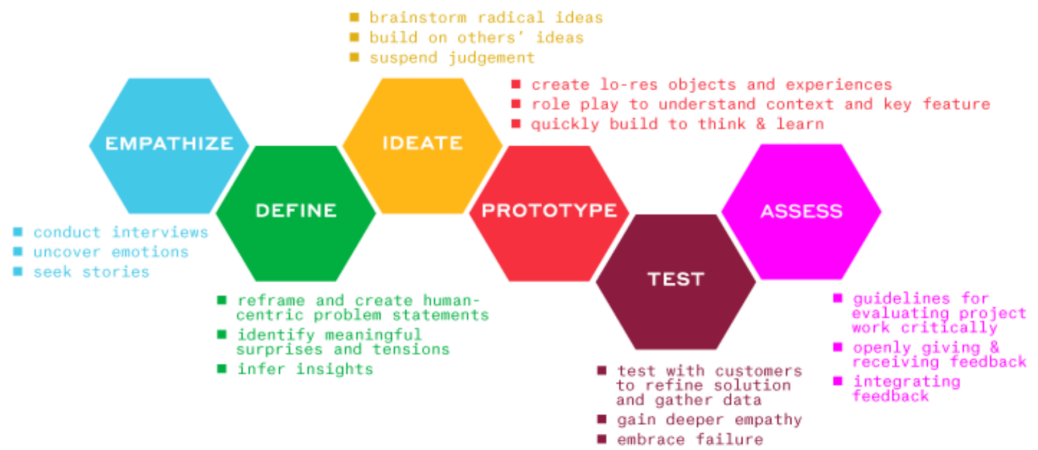 EMPATHIZE
■ conduct interviews
■ uncover emotions
■ seek stories
DEFINE
■ reframe and create human-
centric problem statements
■ identify meaningful
surprises and tensions
■ infer insights
IDEATE
■ brainstorm radical ideas
■ build on others' ideas
■ suspend judgement
PROTOTYPE
■ create lo-res objects and experiences
■ role play to understand context and key feature
■ quickly build to think & learn
TEST
■ test with customers
to refine solution
and gather data
■ gain deeper empathy
■ embrace failure
ASSESS
■ guidelines for
evaluating project
work critically
■ openly giving &
receiving feedback
■ integrating
feedback